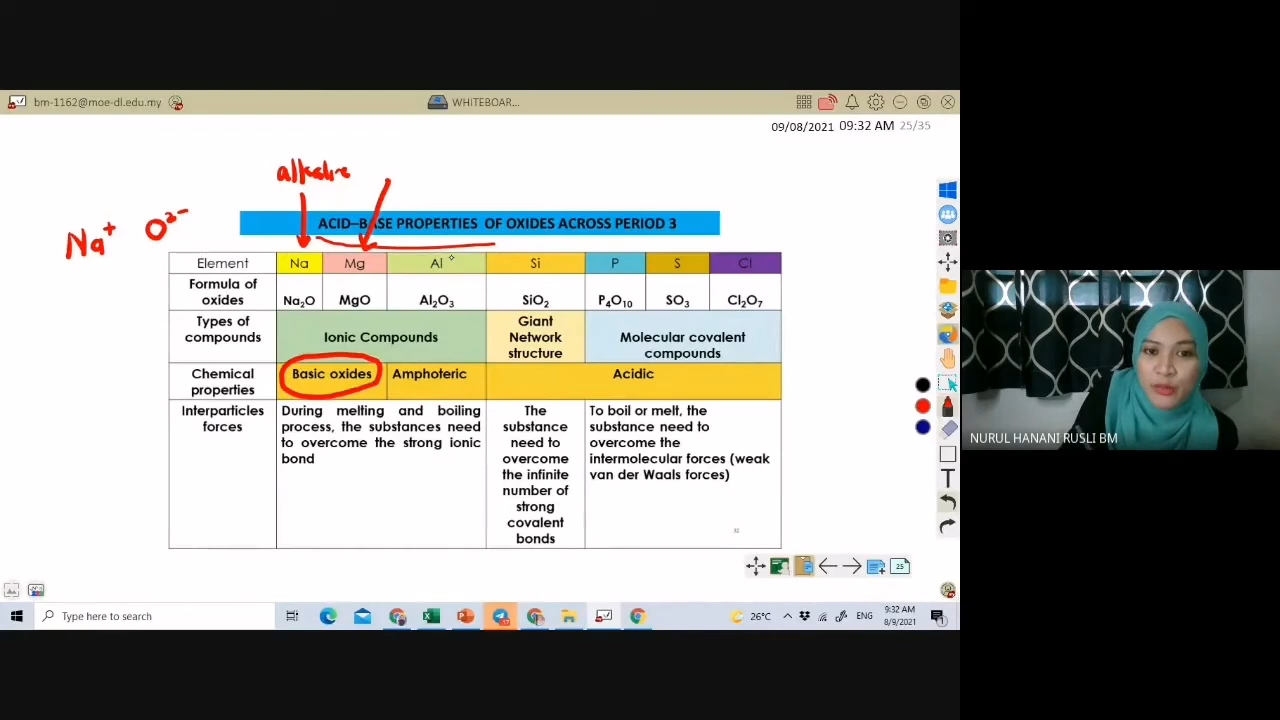 bm-1162@moe-dl.edu.my
WHITEBOAR...
09/08/2021 09:32 AM 25/35
alkaline
Na+ O2-
ACID–BASE PROPERTIES OF OXIDES ACROSS PERIOD 3
Element Na Mg Al Si P S Cl
Formula of oxides Na₂O MgO Al₂O₃ SiO₂ P₄O₁₀ SO₃ Cl₂O₇
Types of compounds Ionic Compounds Giant Network structure Molecular covalent compounds
Chemical properties Basic oxides Amphoteric Acidic
Interparticles forces
During melting and boiling
process, the substances need
to overcome the strong ionic
bond
The
substance
need to
overcome
the infinite
number of
strong
covalent
bonds
To boil or melt, the
substance need to
overcome the
intermolecular forces (weak
van der Waals forces)
NURUL HANANI RUSLI BM
T
25
Type here to search
26°C
ENG
9:32 AM
8/9/2021